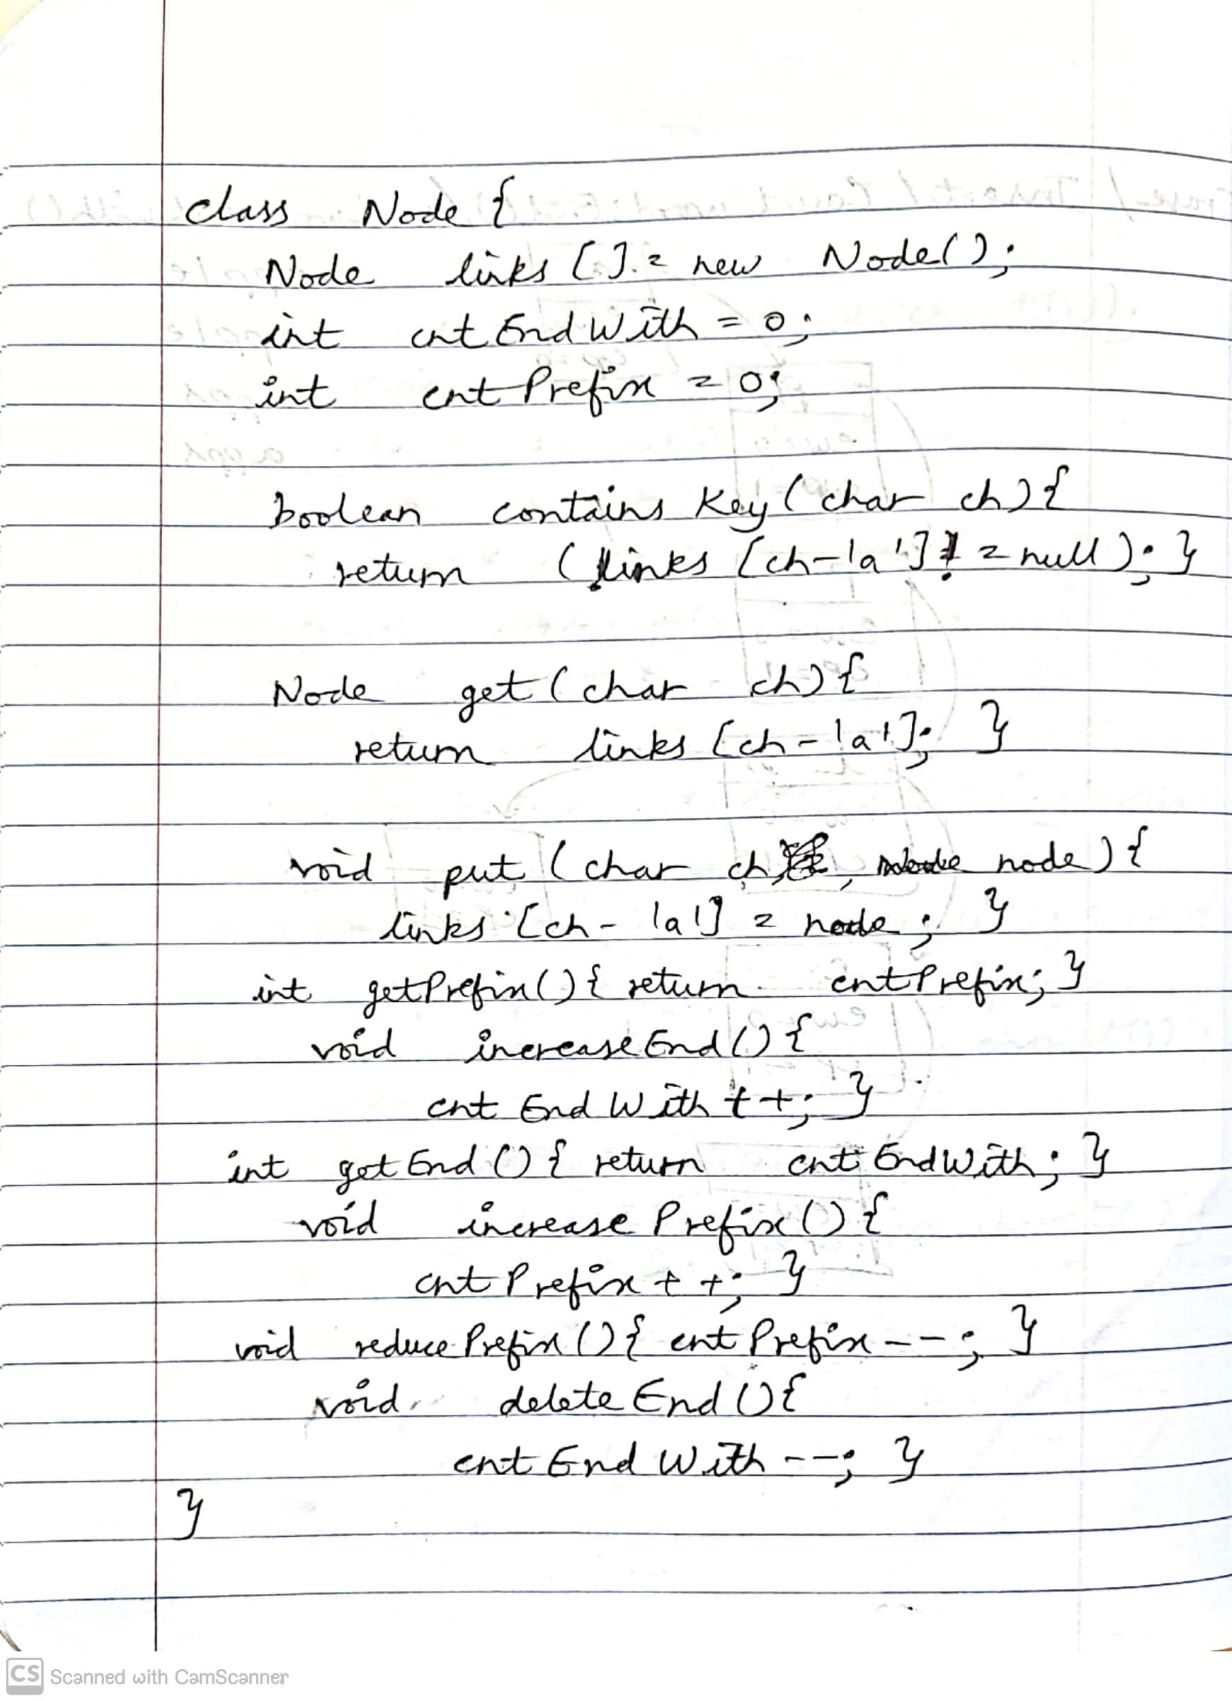 class Node {
Node links [] = new Node();
int cntEndWith = 0;
int cntPrefix = 0;
boolean containsKey(char ch){
return (links [ch-'a'] != null); }
Node get(char ch){
return links [ch-'a']; }
void put (char ch, node){
links [ch-'a'] = node; }
int getPrefix() { return cntPrefix; }
void increaseEnd() {
cntEndWith++; }
int getEnd() { return cntEndWith; }
void increasePrefix() {
cntPrefix++; }
void reducePrefix() { cntPrefix--; }
void deleteEnd() {
cntEndWith--; }
}
CS Scanned with CamScanner